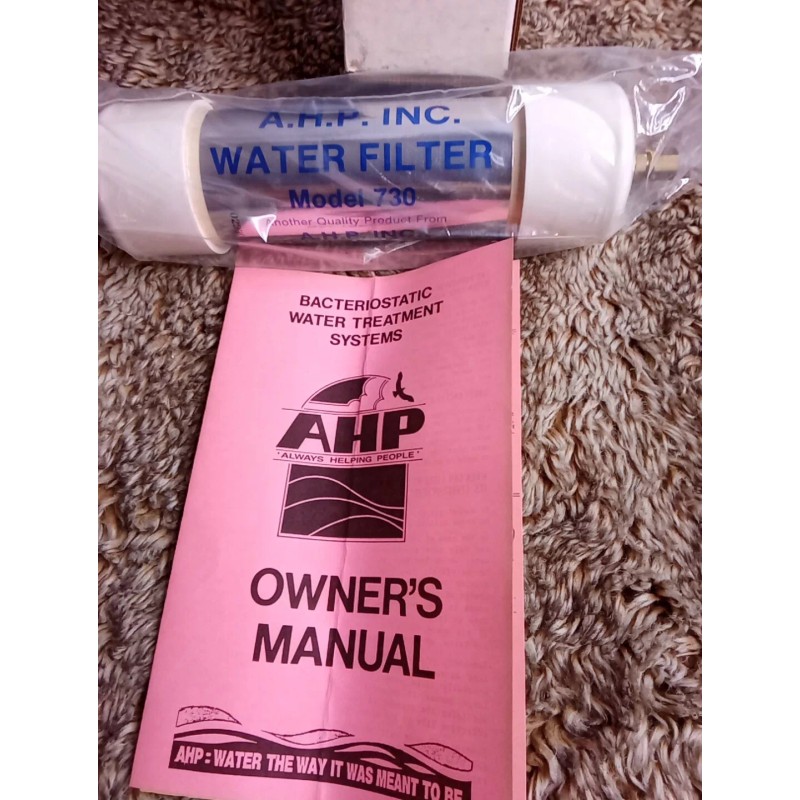 A.H.P. INC.
WATER FILTER
Model 730
Another Quality Product From
A.H.P. INC.
BACTERIOSTATIC
WATER TREATMENT
SYSTEMS
AHP
"ALWAYS HELPING PEOPLE"
OWNER'S
MANUAL
AHP: WATER THE WAY IT WAS MEANT TO BE